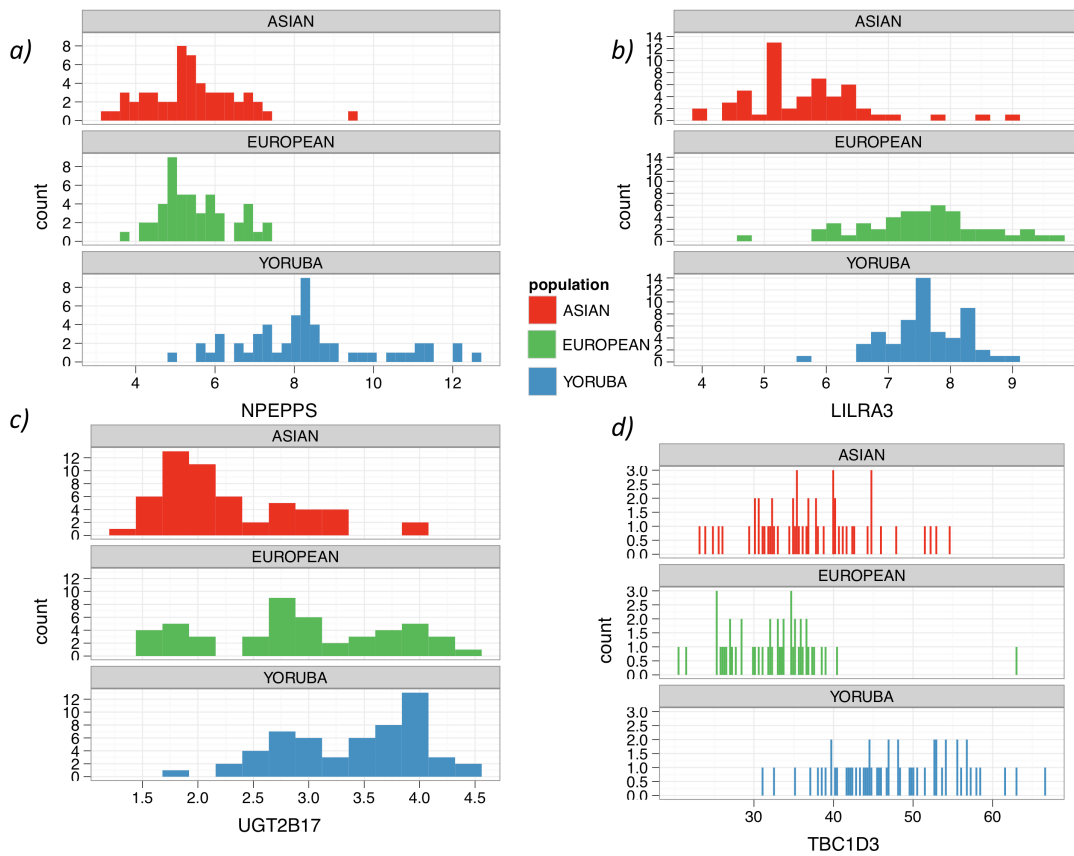 a)
ASIAN
8
6
4
2
0
EUROPEAN
8
6
4
2
0
YORUBA
8
6
4
2
0
count
4 6 8 10 12
NPEPPS
b)
ASIAN
14
12
10
8
6
4
2
0
EUROPEAN
14
12
10
8
6
4
2
0
YORUBA
14
12
10
8
6
4
2
0
count
4 5 6 7 8 9
LILRA3
population
ASIAN
EUROPEAN
YORUBA
c)
ASIAN
12
10
8
6
4
2
0
EUROPEAN
12
10
8
6
4
2
0
YORUBA
12
10
8
6
4
2
0
count
1.5 2.0 2.5 3.0 3.5 4.0 4.5
UGT2B17
d)
ASIAN
3.0
2.5
2.0
1.5
1.0
0.5
0.0
EUROPEAN
3.0
2.5
2.0
1.5
1.0
0.5
0.0
YORUBA
3.0
2.5
2.0
1.5
1.0
0.5
0.0
count
30 40 50 60
TBC1D3